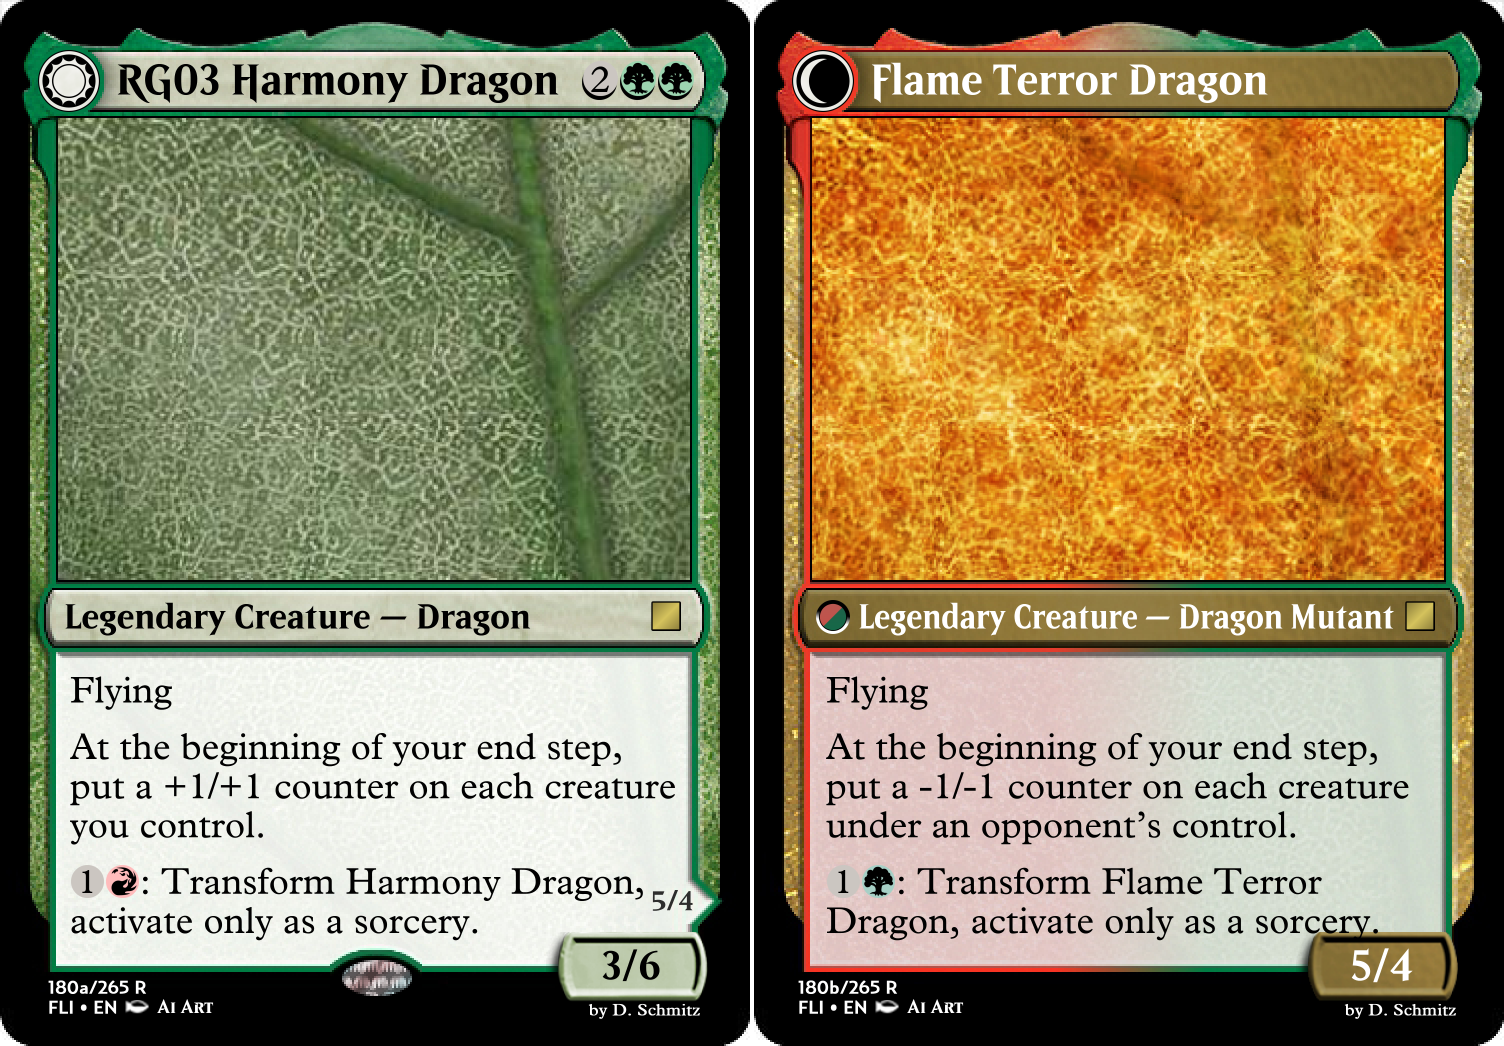 RG03 Harmony Dragon 2
Legendary Creature — Dragon
Flying
At the beginning of your end step,
put a +1/+1 counter on each creature
you control.
1 : Transform Harmony Dragon,
activate only as a sorcery.
5/4
3/6
180a/265 R
FLI • EN AI ART
by D. Schmitz
Flame Terror Dragon
Legendary Creature — Dragon Mutant
Flying
At the beginning of your end step,
put a -1/-1 counter on each creature
under an opponent's control.
1 : Transform Flame Terror
Dragon, activate only as a sorcery.
5/4
180b/265 R
FLI • EN AI ART
by D. Schmitz